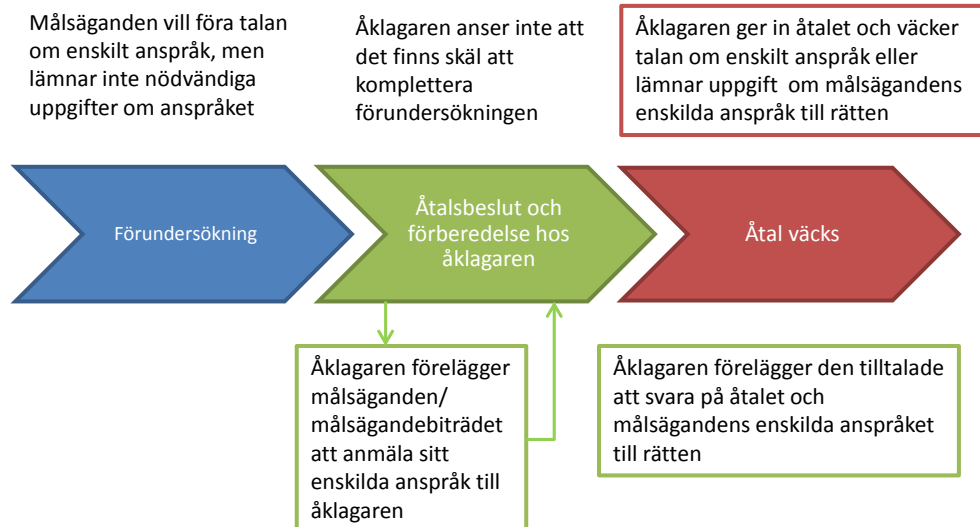 Målsäganden vill föra talan
om enskilt anspråk, men
lämnar inte nödvändiga
uppgifter om anspråket
Åklagaren anser inte att
det finns skäl att
komplettera
förundersökningen
Åklagaren ger in åtalet och väcker
talan om enskilt anspråk eller
lämnar uppgift om målsägandens
enskilda anspråk till rätten
Förundersökning
Åtalsbeslut och
förberedelse hos
åklagaren
Åtal väcks
Åklagaren förelägger
målsäganden/
målsägandebiträdet
att anmäla sitt
enskilda anspråk till
åklagaren
Åklagaren förelägger den tilltalade
att svara på åtalet och
målsägandens enskilda anspråket
till rätten